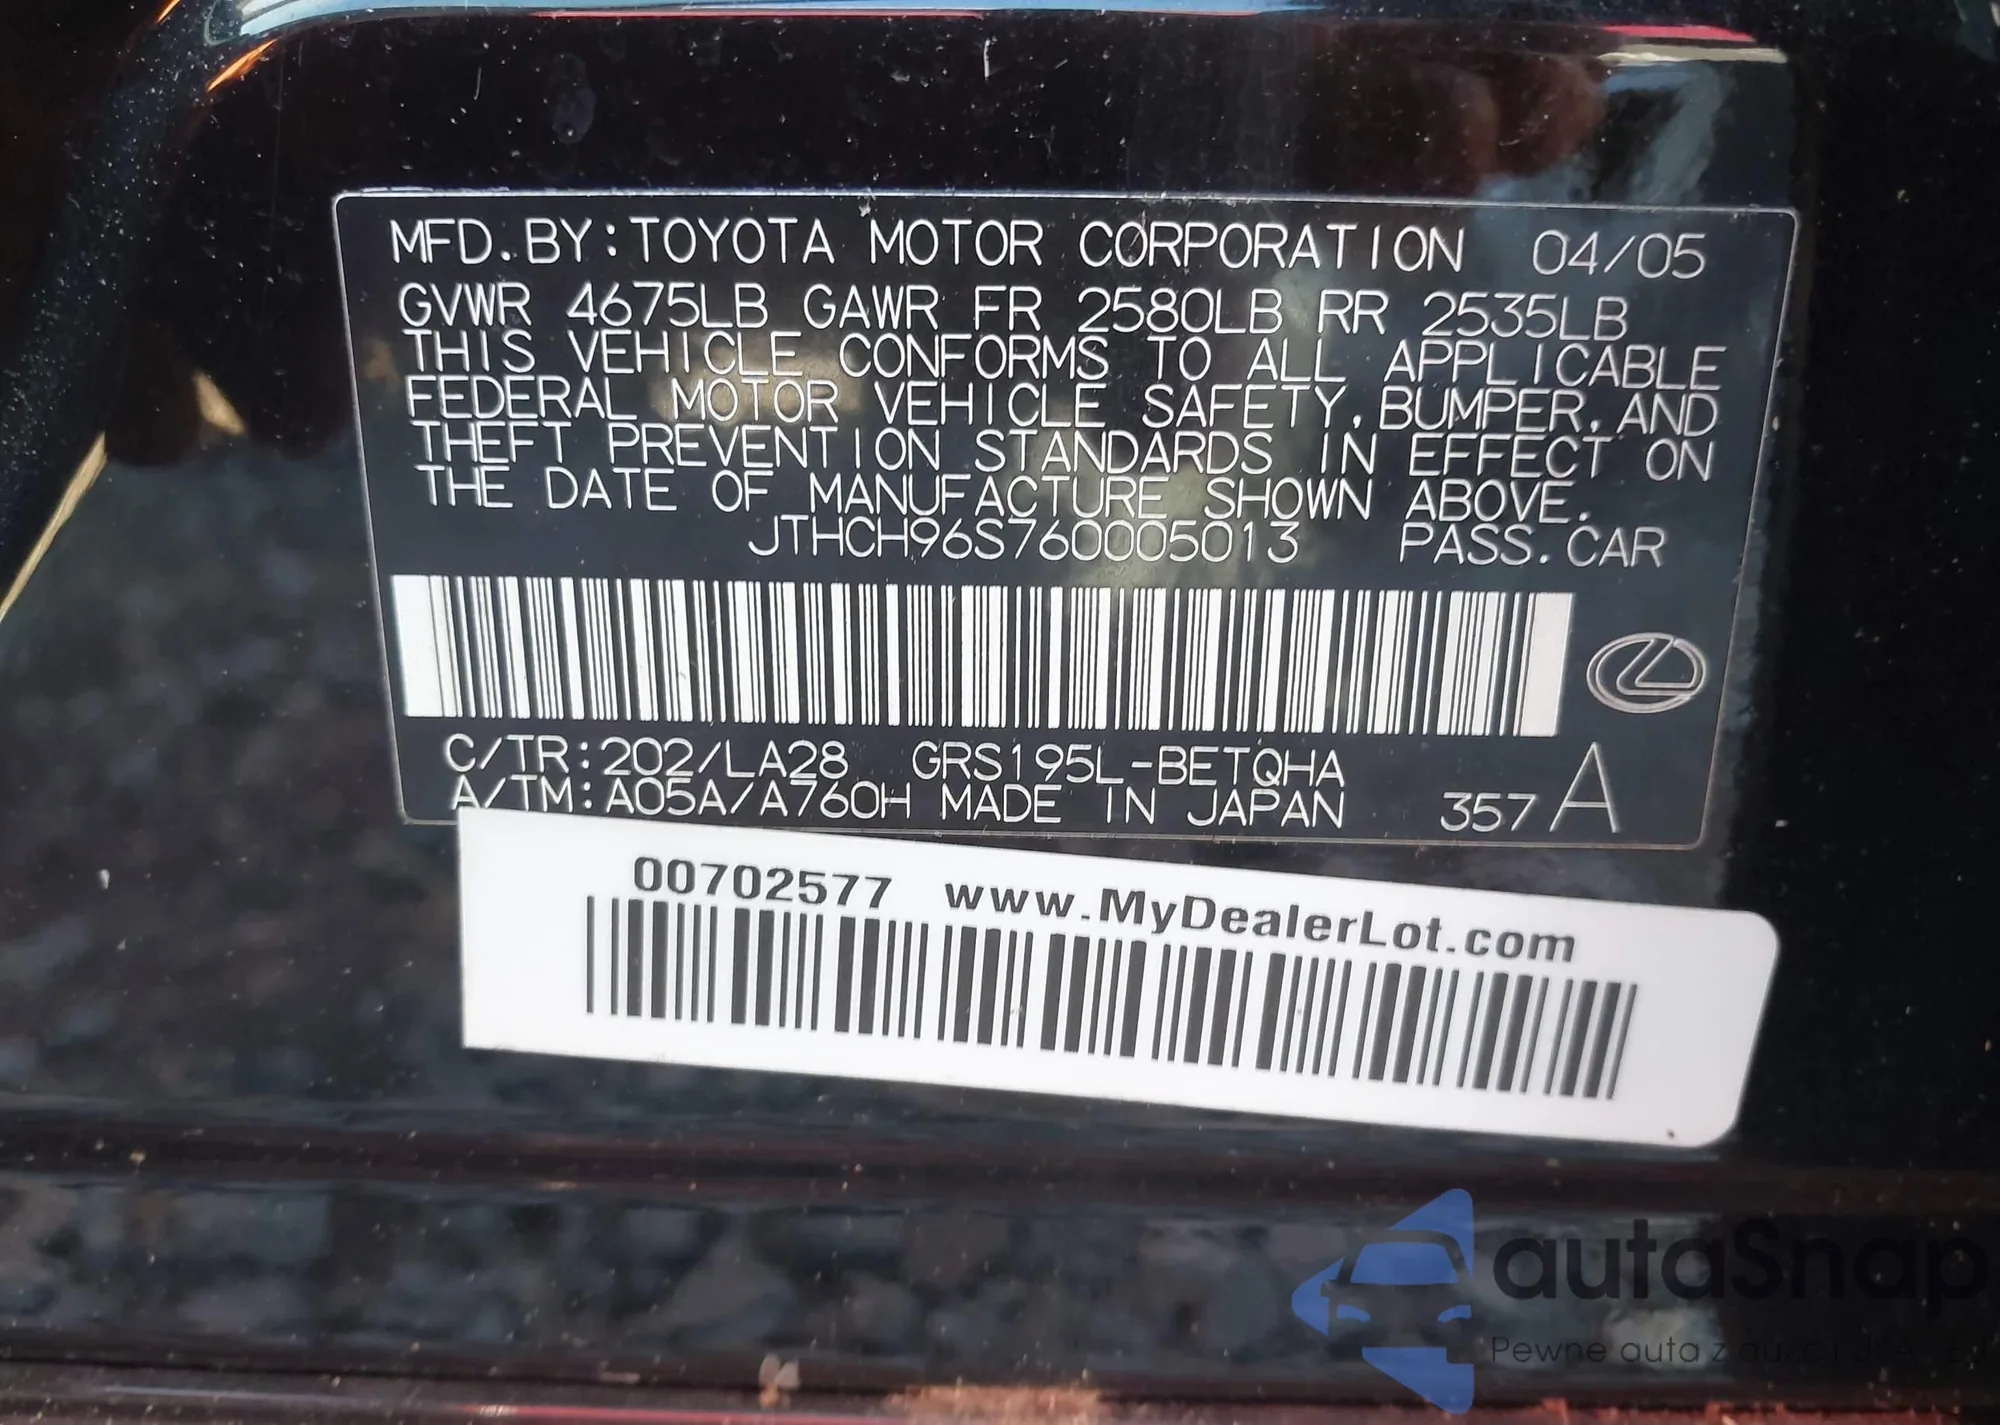 MFD.BY:TOYOTA MOTOR CORPORATION 04/05
GVWR 4675LB GAWR FR 2580LB RR 2535LB
THIS VEHICLE CONFORMS TO ALL APPLICABLE
FEDERAL MOTOR VEHICLE SAFETY,BUMPER,AND
THEFT PREVENTION STANDARDS IN EFFECT ON
THE DATE OF MANUFACTURE SHOWN ABOVE.
JTHCH96S760005013 PASS.CAR
C/TR:202/LA28 GRS195L-BETQHA
A/TM:A05A/A760H MADE IN JAPAN 357 A
00702577 www.MyDealerLot.com
autaSnap
Pewne auta z aukcji